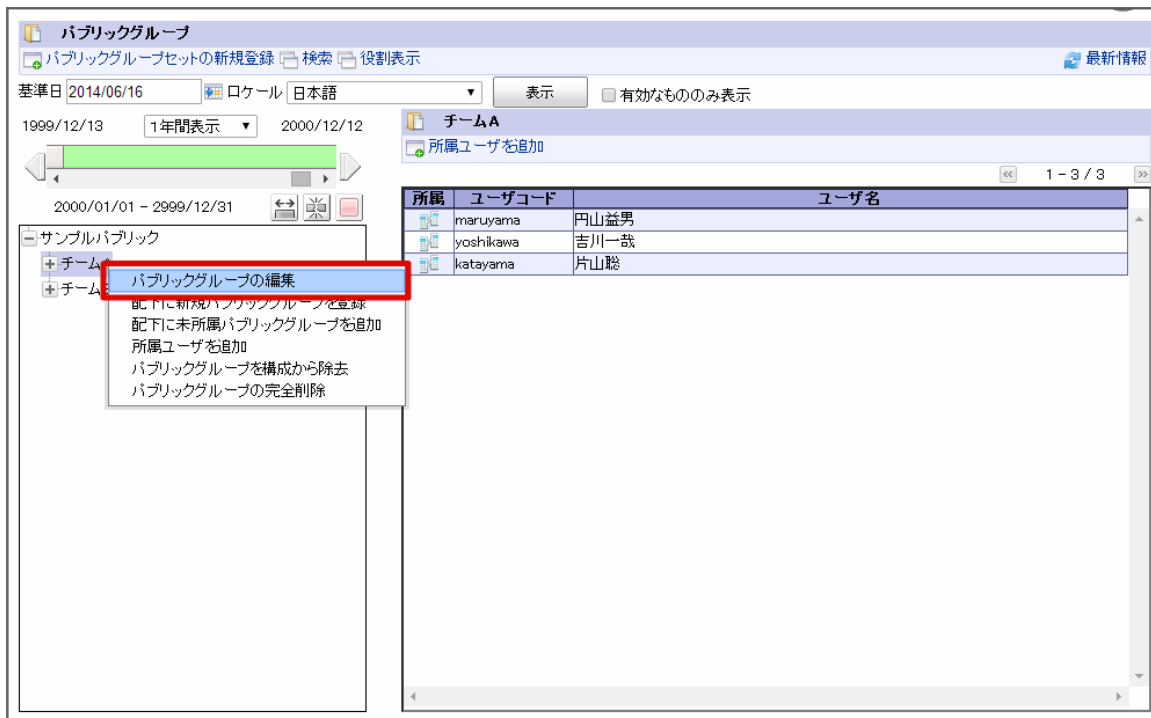 パブリックグループ
パブリックグループセットの新規登録 検索 役割表示 最新情報
基準日 2014/06/16 ロケール 日本語 表示 有効なもののみ表示
1999/12/13 1年間表示 2000/12/12
2000/01/01 - 2999/12/31
サンプルパブリック
チーム
チーム
パブリックグループの編集
配下に新規パブリックグループを登録
配下に未所属パブリックグループを追加
所属ユーザを追加
パブリックグループを構成から除去
パブリックグループの完全削除
チームA
所属ユーザを追加
1 - 3 / 3
所属 ユーザコード ユーザ名
maruyama 円山益男
yoshikawa 吉川一哉
katayama 片山聡